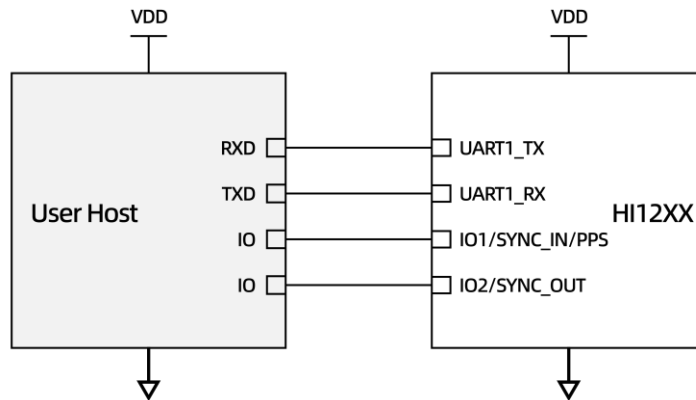 VDD
VDD
RXD
UART1_TX
TXD
UART1_RX
User Host
HI12XX
IO
IO1/SYNC_IN/PPS
IO
IO2/SYNC_OUT